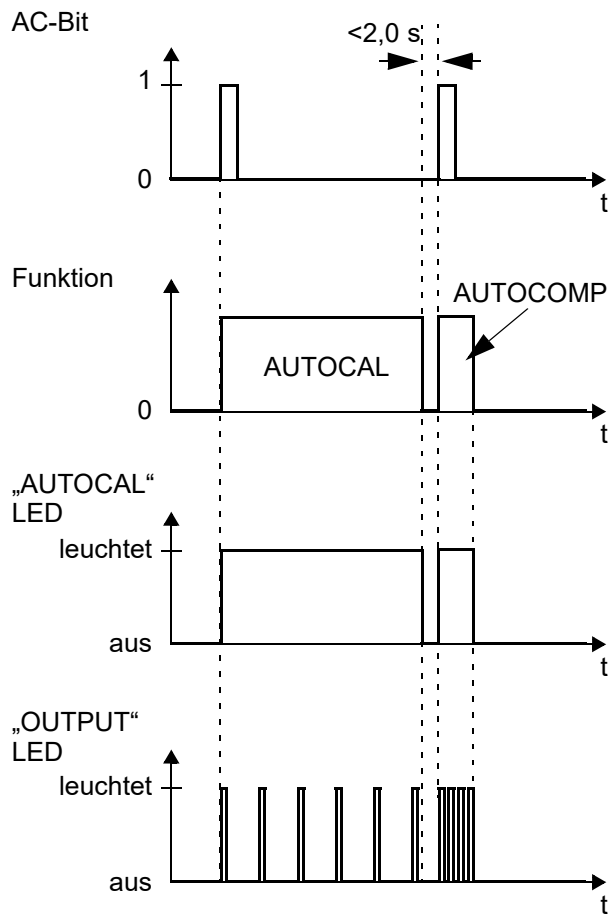 AC-Bit
<2,0 s
1
0
t
Funktion
AUTOCOMP
AUTOCAL
0
t
„AUTOCAL“
LED
leuchtet
aus
t
„OUTPUT“
LED
leuchtet
aus
t